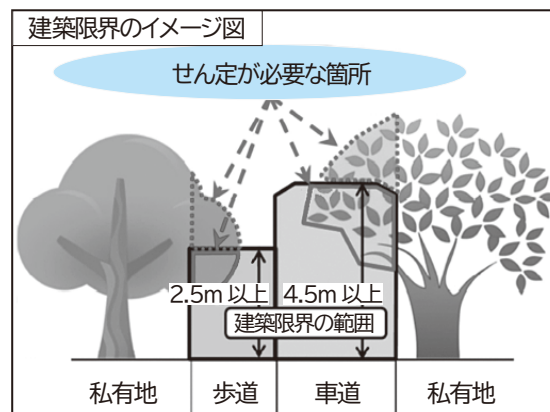 建築限界のイメージ図
せん定が必要な箇所
2.5m 以上
4.5m 以上
建築限界の範囲
私有地
歩道
車道
私有地